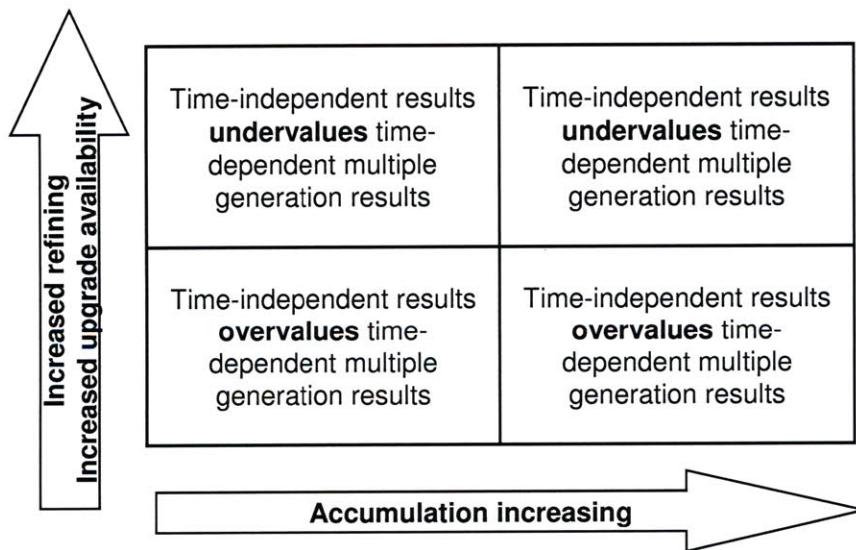 Increased refining
Increased upgrade availability
Time-independent results
undervalues time-
dependent multiple
generation results
Time-independent results
undervalues time-
dependent multiple
generation results
Time-independent results
overvalues time-
dependent multiple
generation results
Time-independent results
overvalues time-
dependent multiple
generation results
Accumulation increasing